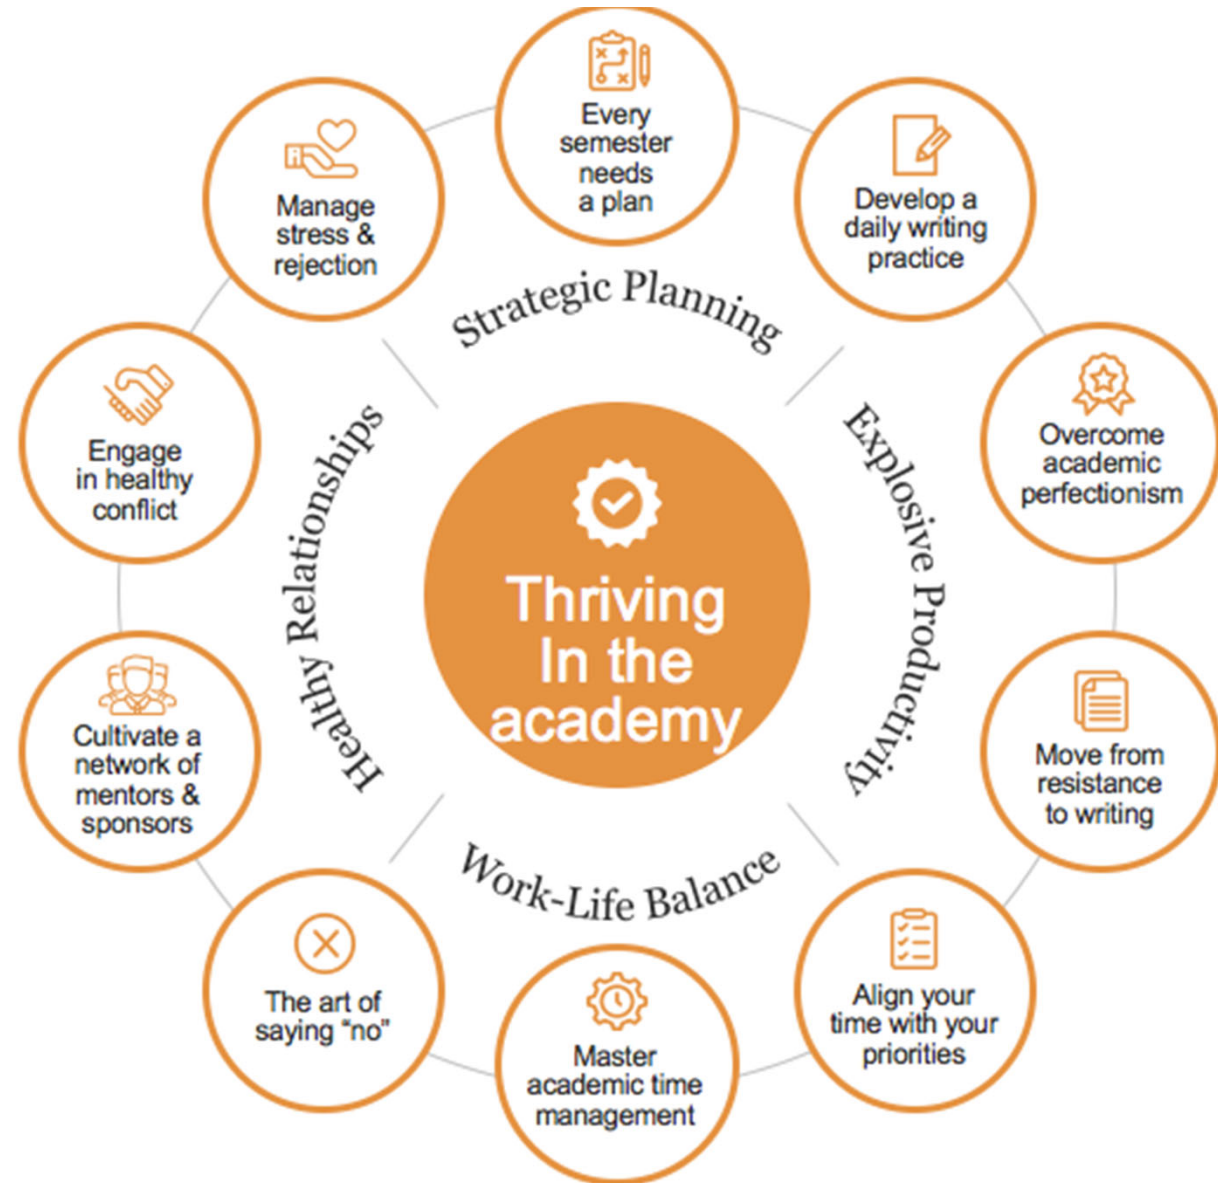 Every
semester
needs
a plan
Develop a
daily writing
practice
Overcome
academic
perfectionism
Move from
resistance
to writing
Align your
time with your
priorities
Master
academic time
management
The art of
saying “no”
Cultivate a
network of
mentors &
sponsors
Engage
in healthy
conflict
Manage
stress &
rejection
Strategic Planning
Explosive Productivity
Work-Life Balance
Healthy Relationships
Thriving
In the
academy